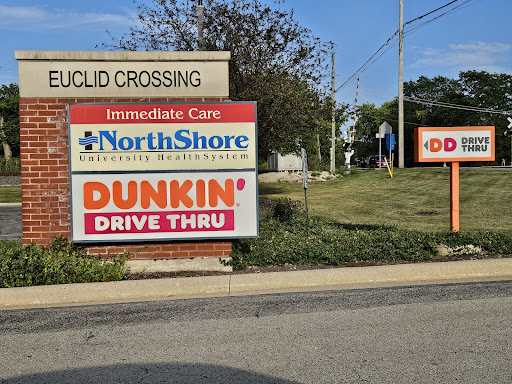 EUCLID CROSSING
Immediate Care
NorthShore
University HealthSystem
DUNKIN'
DRIVE THRU
DD DRIVE
THRU